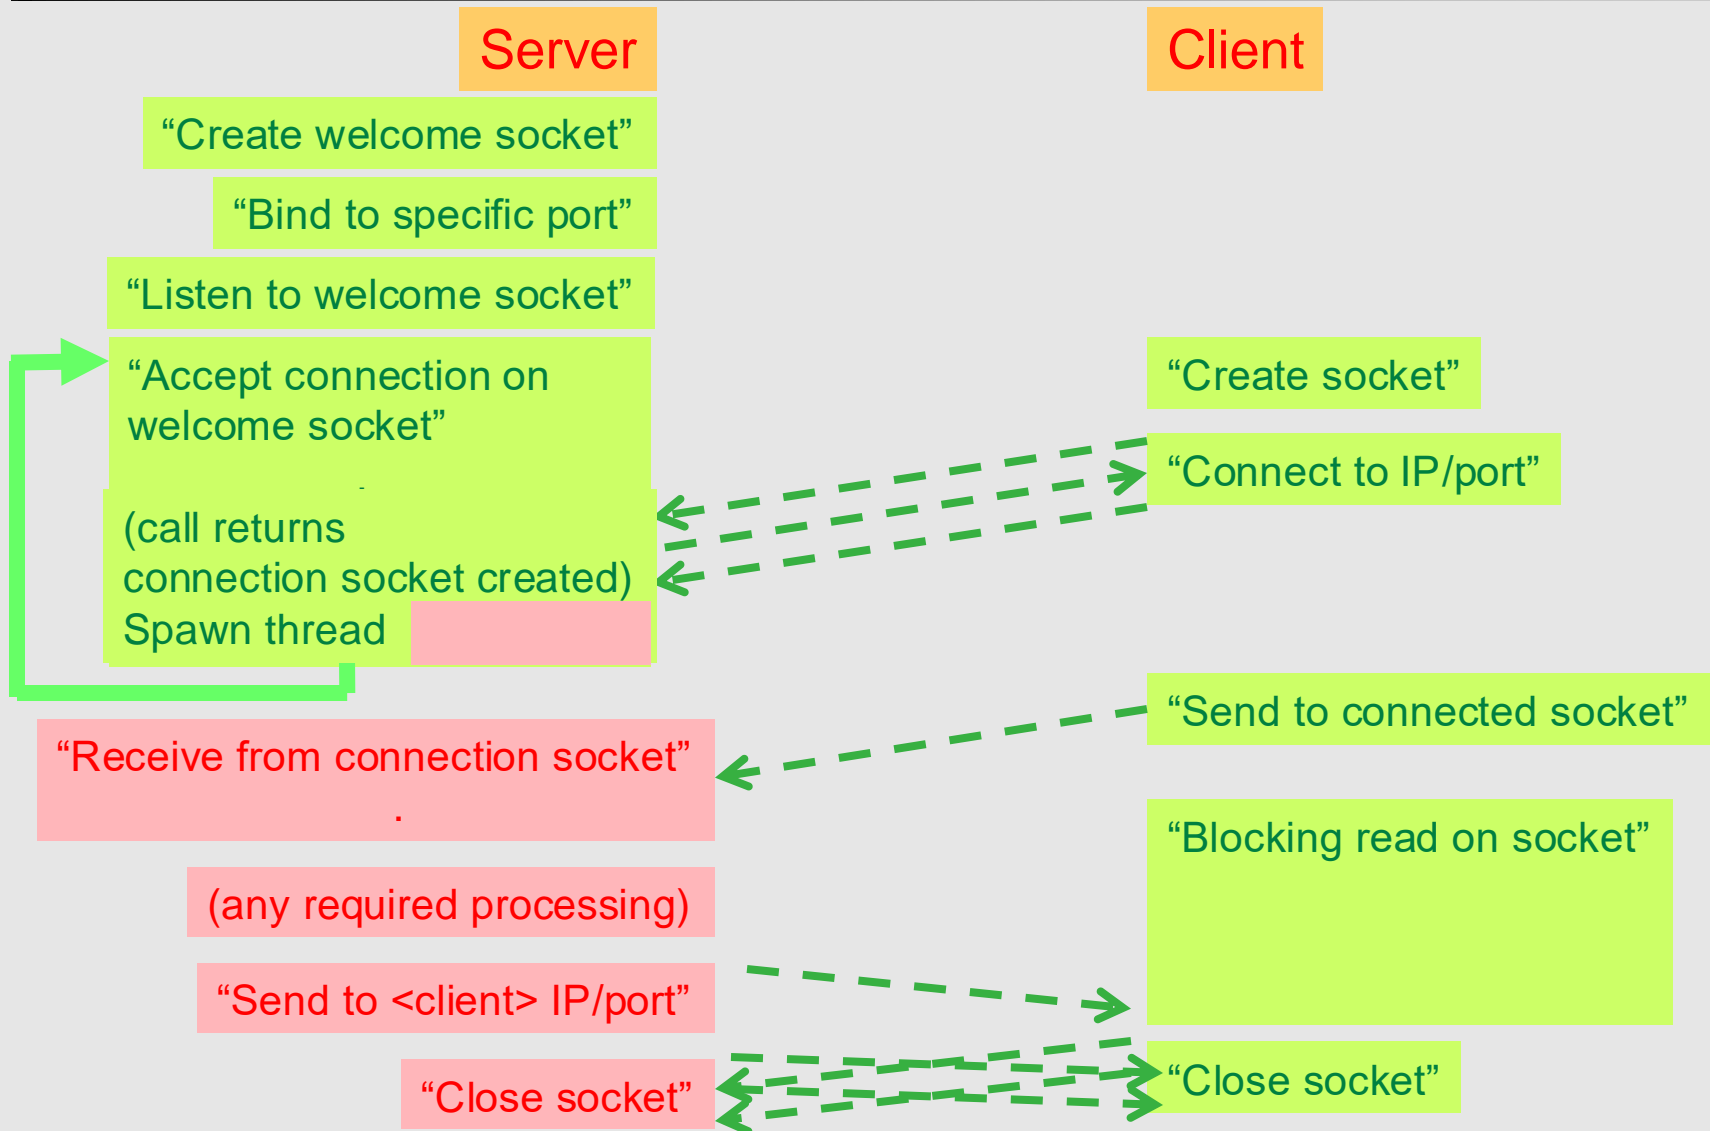 Server
Client
“Create welcome socket”
“Bind to specific port”
“Listen to welcome socket”
“Accept connection on
welcome socket”
(call returns
connection socket created)
Spawn thread
“Create socket”
“Connect to IP/port”
“Send to connected socket”
“Receive from connection socket”
.
“Blocking read on socket”
(any required processing)
“Send to <client> IP/port”
“Close socket”
“Close socket”